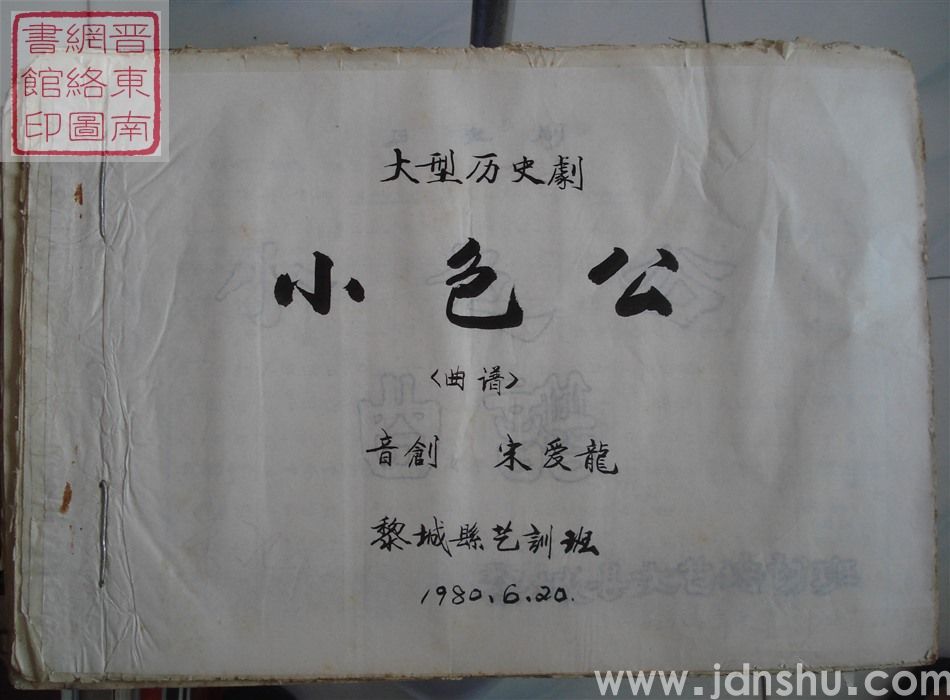 晋東南
網絡圖
書館印
大型历史劇
小包公
〈曲谱〉
音創 宋爱龍
黎城縣艺訓班
1980.6.20.
www.jdnshu.com